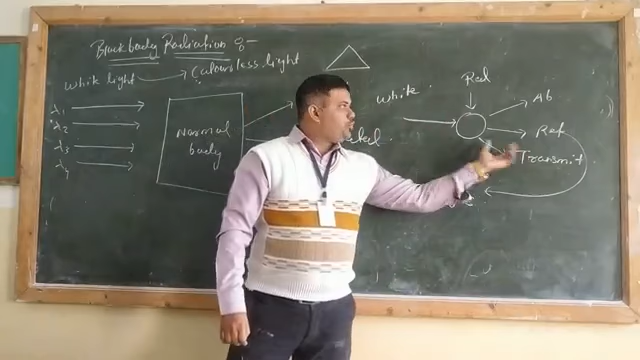 Blackbody Radiation :-
white light → Colourless light
λ1
λ2
λ3
λ4
Normal
body
white
Red
Ab
Ref
Transmit